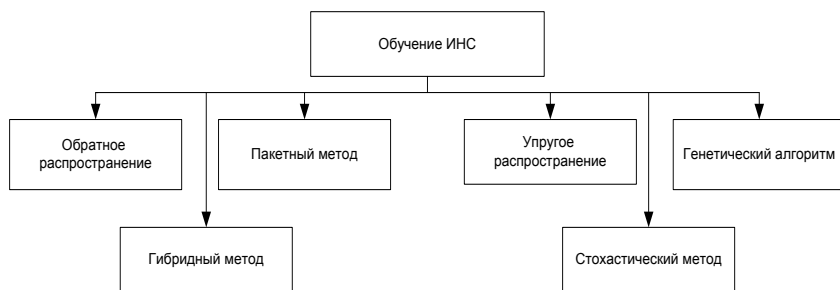 Обучение ИНС
Обратное
распространение
Пакетный метод
Упругое
распространение
Генетический алгоритм
Гибридный метод
Стохастический метод